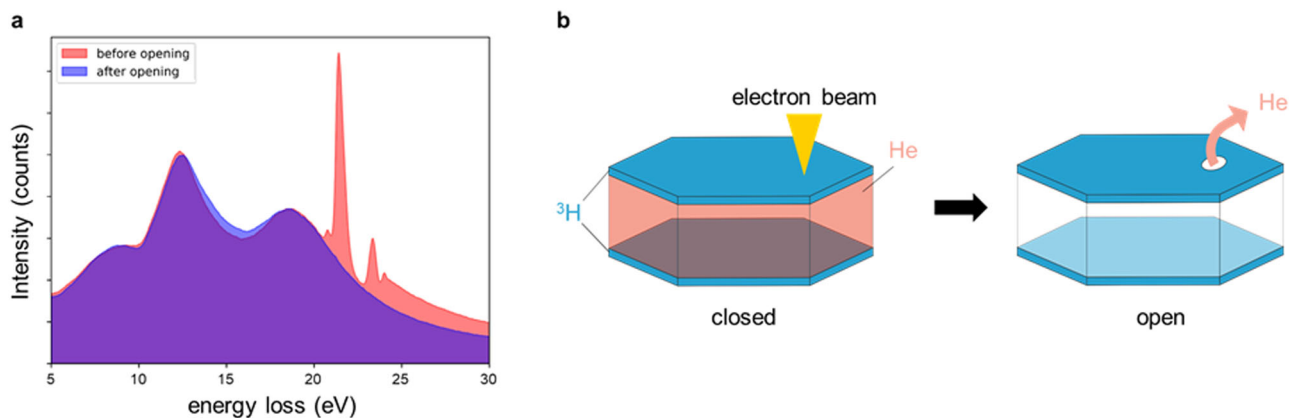 a
before opening
after opening
Intensity (counts)
5 10 15 20 25 30
energy loss (eV)
b
electron beam
He
³H
closed
He
open